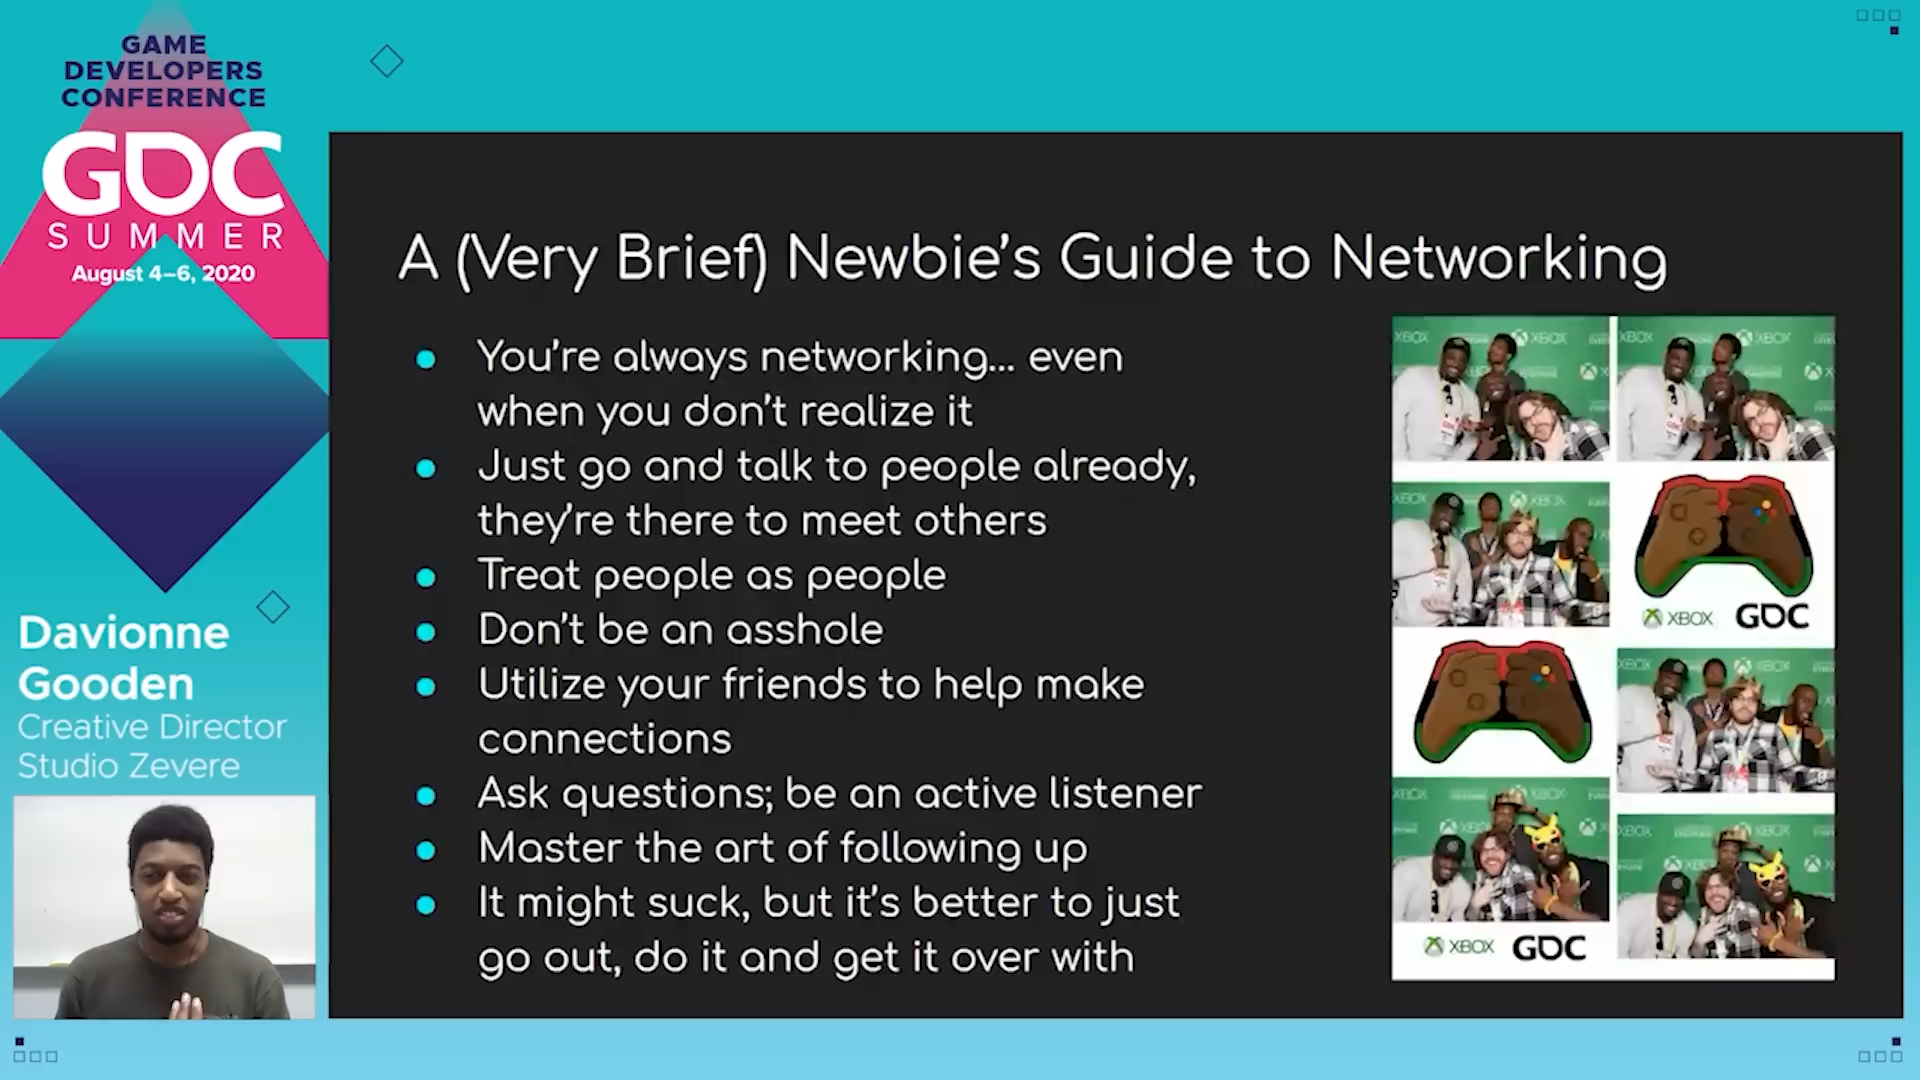 GAME
DEVELOPERS
CONFERENCE
GDC
SUMMER
August 4–6, 2020
Davionne
Gooden
Creative Director
Studio Zevere
A (Very Brief) Newbie's Guide to Networking
You're always networking... even
when you don't realize it
Just go and talk to people already,
they're there to meet others
Treat people as people
Don't be an asshole
Utilize your friends to help make
connections
Ask questions; be an active listener
Master the art of following up
It might suck, but it's better to just
go out, do it and get it over with
XBOX GDC
XBOX GDC